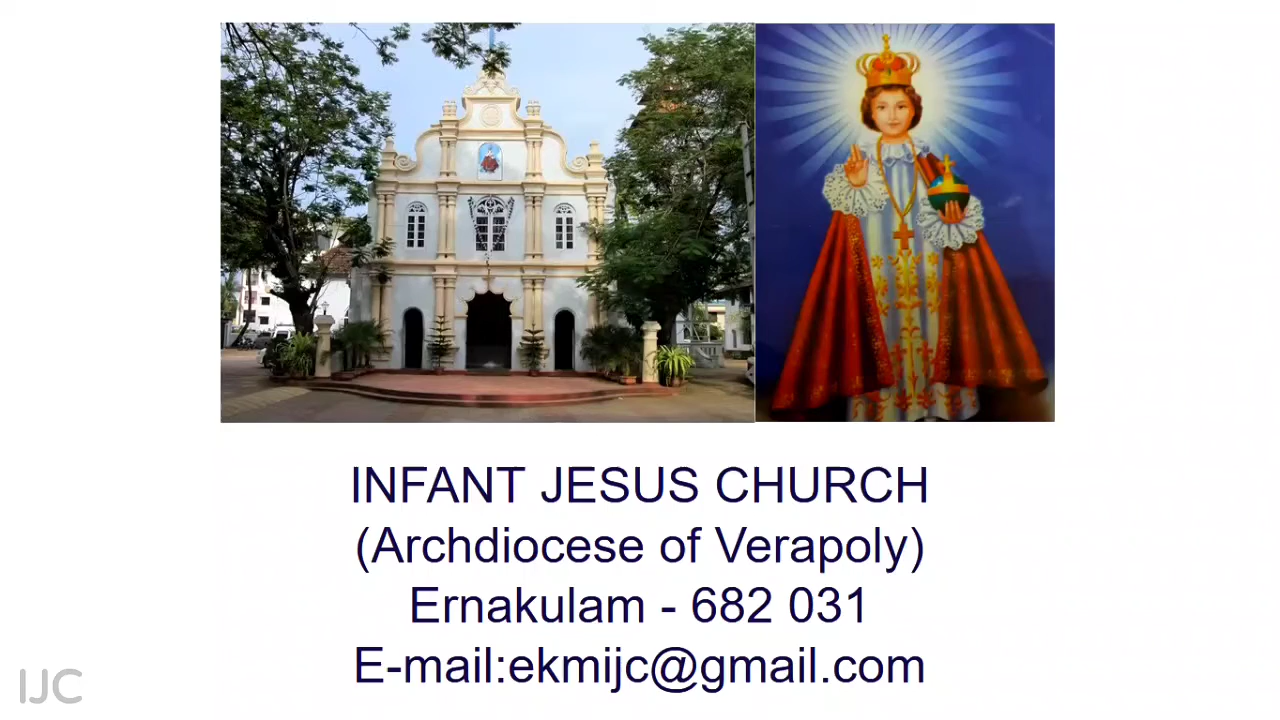 INFANT JESUS CHURCH
(Archdiocese of Verapoly)
Ernakulam - 682 031
E-mail:ekmijc@gmail.com
IJC